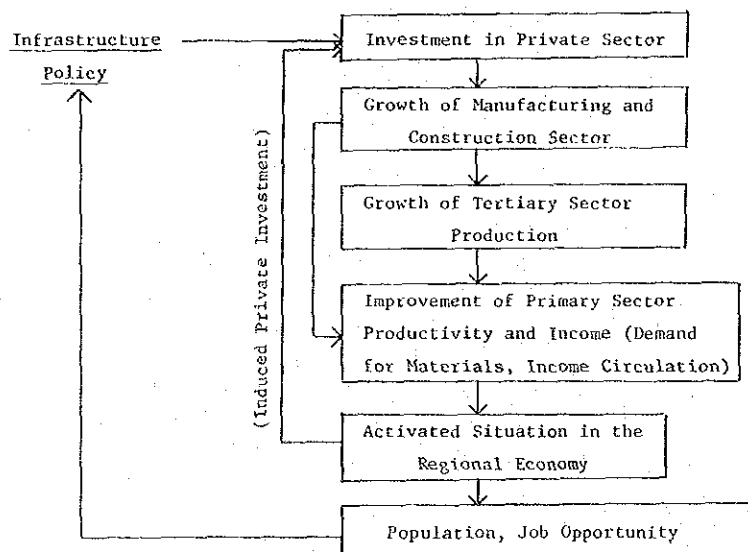 Infrastructure
Policy
Investment in Private Sector
Growth of Manufacturing and
Construction Sector
Growth of Tertiary Sector
Production
Improvement of Primary Sector
Productivity and Income (Demand
for Materials, Income Circulation)
Activated Situation in the
Regional Economy
Population, Job Opportunity
(Induced Private Investment)